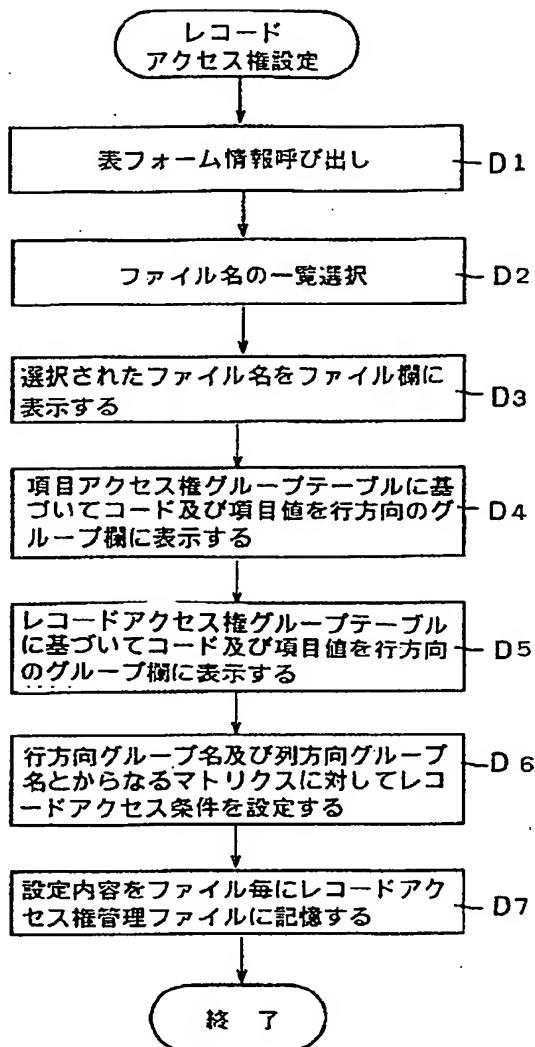 レコード
アクセス権設定
表フォーム情報呼び出し
D1
ファイル名の一覧選択
D2
選択されたファイル名をファイル欄に
表示する
D3
項目アクセス権グループテーブルに基
づいてコード及び項目値を行方向のグ
ループ欄に表示する
D4
レコードアクセス権グループテーブル
に基づいてコード及び項目値を行方向
のグループ欄に表示する
D5
行方向グループ名及び列方向グループ
名とからなるマトリクスに対してレコ
ードアクセス条件を設定する
D6
設定内容をファイル毎にレコードアク
セス権管理ファイルに記憶する
D7
終 了